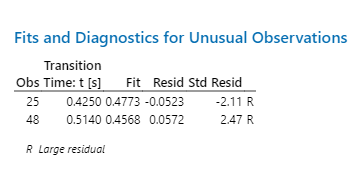 Fits and Diagnostics for Unusual Observations
Transition
Obs Time: t [s] Fit Resid Std Resid
25 0.4250 0.4773 -0.0523 -2.11 R
48 0.5140 0.4568 0.0572 2.47 R
R Large residual